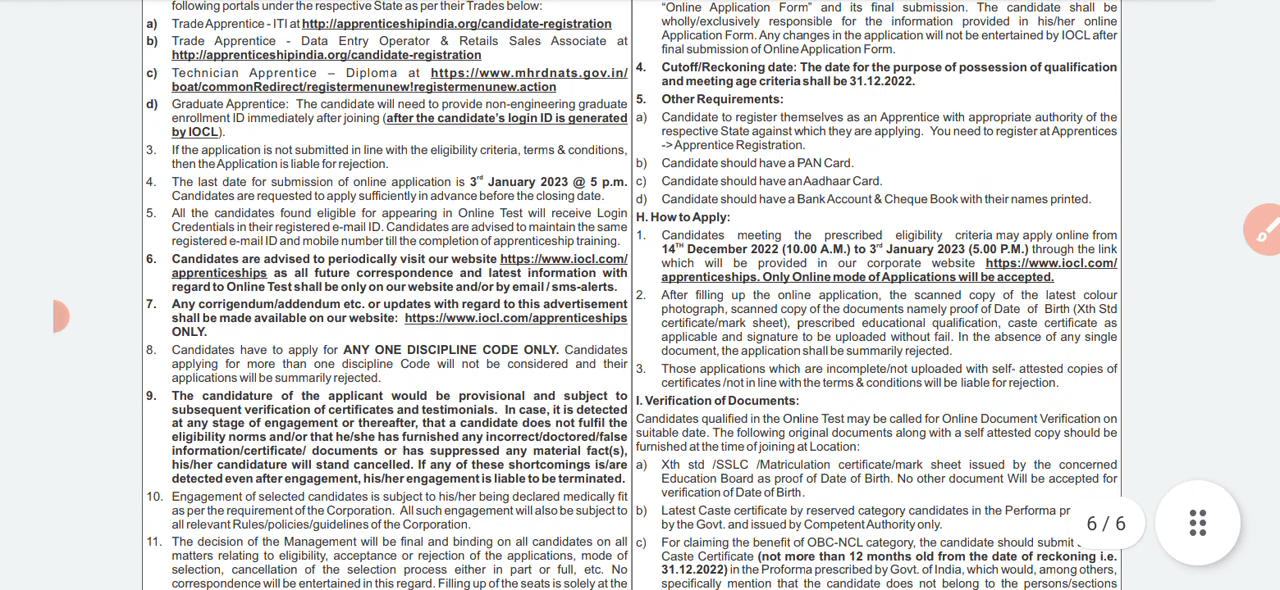 following portals under the respective State as per their Trades below:
a) Trade Apprentice - ITI at http://apprenticeshipindia.org/candidate-registration
b) Trade Apprentice - Data Entry Operator & Retails Sales Associate at
http://apprenticeshipindia.org/candidate-registration
c) Technician Apprentice – Diploma at https://www.mhrdnats.gov.in/
boat/commonRedirect/registermenunew!registermenunew.action
d) Graduate Apprentice: The candidate will need to provide non-engineering graduate
enrollment ID immediately after joining (after the candidate's login ID is generated
by IOCL).
3. If the application is not submitted in line with the eligibility criteria, terms & conditions,
then the Application is liable for rejection.
4. The last date for submission of online application is 3rd January 2023 @ 5 p.m.
Candidates are requested to apply sufficiently in advance before the closing date.
5. All the candidates found eligible for appearing in Online Test will receive Login
Credentials in their registered e-mail ID. Candidates are advised to maintain the same
registered e-mail ID and mobile number till the completion of apprenticeship training.
6. Candidates are advised to periodically visit our website https://www.iocl.com/
apprenticeships as all future correspondence and latest information with
regard to Online Test shall be only on our website and/or by email / sms-alerts.
7. Any corrigendum/addendum etc. or updates with regard to this advertisement
shall be made available on our website: https://www.iocl.com/apprenticeships
ONLY.
8. Candidates have to apply for ANY ONE DISCIPLINE CODE ONLY. Candidates
applying for more than one discipline Code will not be considered and their
applications will be summarily rejected.
9. The candidature of the applicant would be provisional and subject to
subsequent verification of certificates and testimonials. In case, it is detected
at any stage of engagement or thereafter, that a candidate does not fulfil the
eligibility norms and/or that he/she has furnished any incorrect/doctored/false
information/certificate/ documents or has suppressed any material fact(s),
his/her candidature will stand cancelled. If any of these shortcomings is/are
detected even after engagement, his/her engagement is liable to be terminated.
10. Engagement of selected candidates is subject to his/her being declared medically fit
as per the requirement of the Corporation. All such engagement will also be subject to
all relevant Rules/policies/guidelines of the Corporation.
11. The decision of the Management will be final and binding on all candidates on all
matters relating to eligibility, acceptance or rejection of the applications, mode of
selection, cancellation of the selection process either in part or full, etc. No
correspondence will be entertained in this regard. Filling up of the seats is solely at the
“Online Application Form” and its final submission. The candidate shall be
wholly/exclusively responsible for the information provided in his/her online
Application Form. Any changes in the application will not be entertained by IOCL after
final submission of Online Application Form.
4. Cutoff/Reckoning date: The date for the purpose of possession of qualification
and meeting age criteria shall be 31.12.2022.
5. Other Requirements:
a) Candidate to register themselves as an Apprentice with appropriate authority of the
respective State against which they are applying. You need to register at Apprentices
-> Apprentice Registration.
b) Candidate should have a PAN Card.
c) Candidate should have an Aadhaar Card.
d) Candidate should have a Bank Account & Cheque Book with their names printed.
H. How to Apply:
1. Candidates meeting the prescribed eligibility criteria may apply online from
14TH December 2022 (10.00 A.M.) to 3rd January 2023 (5.00 P.M.) through the link
which will be provided in our corporate website https://www.iocl.com/
apprenticeships. Only Online mode of Applications will be accepted.
2. After filling up the online application, the scanned copy of the latest colour
photograph, scanned copy of the documents namely proof of Date of Birth (Xth Std
certificate/mark sheet), prescribed educational qualification, caste certificate as
applicable and signature to be uploaded without fail. In the absence of any single
document, the application shall be summarily rejected.
3. Those applications which are incomplete/not uploaded with self- attested copies of
certificates /not in line with the terms & conditions will be liable for rejection.
I. Verification of Documents:
Candidates qualified in the Online Test may be called for Online Document Verification on
suitable date. The following original documents along with a self attested copy should be
furnished at the time of joining at Location:
a) Xth std /SSLC /Matriculation certificate/mark sheet issued by the concerned
Education Board as proof of Date of Birth. No other document Will be accepted for
verification of Date of Birth.
b) Latest Caste certificate by reserved category candidates in the Performa pr
by the Govt. and issued by Competent Authority only.
c) For claiming the benefit of OBC-NCL category, the candidate should submit
Caste Certificate (not more than 12 months old from the date of reckoning i.e.
31.12.2022) in the Proforma prescribed by Govt. of India, which would, among others,
specifically mention that the candidate does not belong to the persons/sections
6 / 6